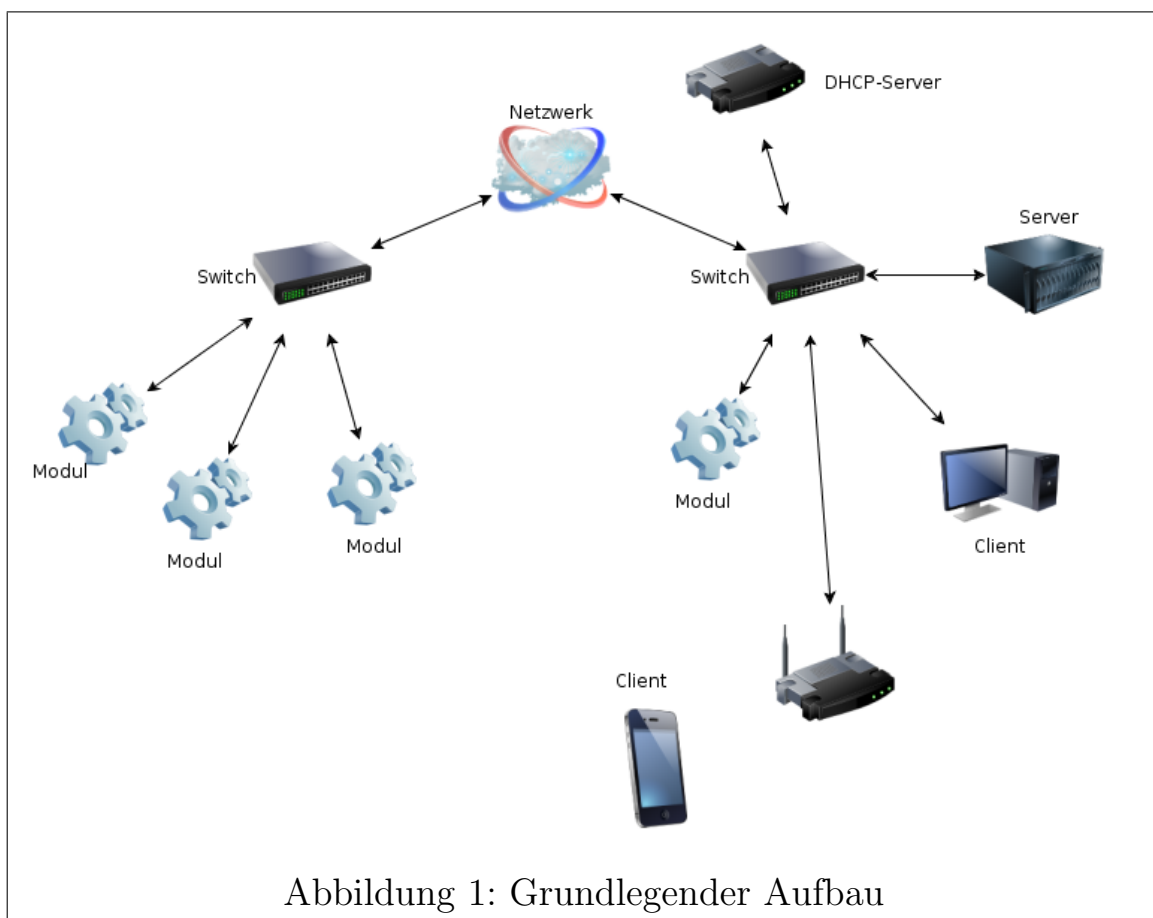 DHCP-Server
Netzwerk
Server
Switch
Switch
Modul
Modul
Modul
Modul
Client
Client
Abbildung 1: Grundlegender Aufbau